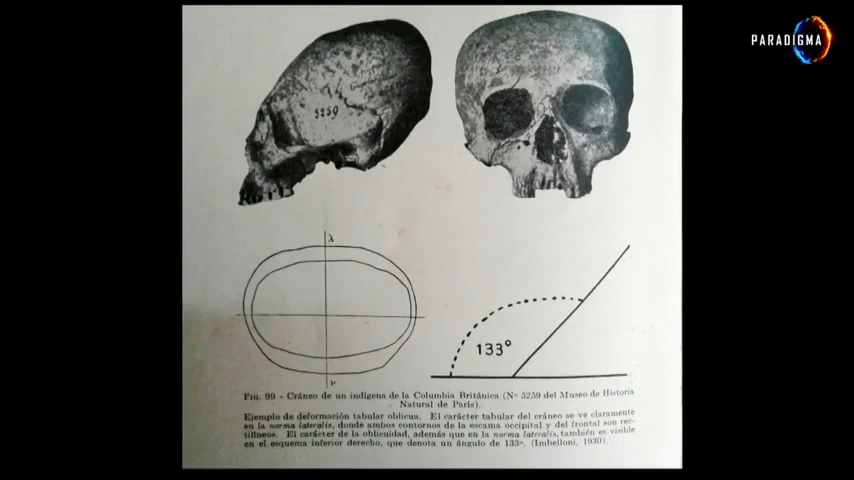 PARADIGMA
5259
λ
ν
133°
FIG. 99 - Cráneo de un indígena de la Columbia Británica (Nº 5259 del Museo de Historia
Natural de París).
Ejemplo de deformación tabular oblicua. El carácter tabular del cráneo se ve claramente
en la norma lateralis, donde ambos contornos de la escama occipital y del frontal son rec-
tilíneos. El carácter de la oblicuidad, además que en la norma lateralis, también es visible
en el esquema inferior derecho, que denota un ángulo de 133º. (Imbelloni, 1930).